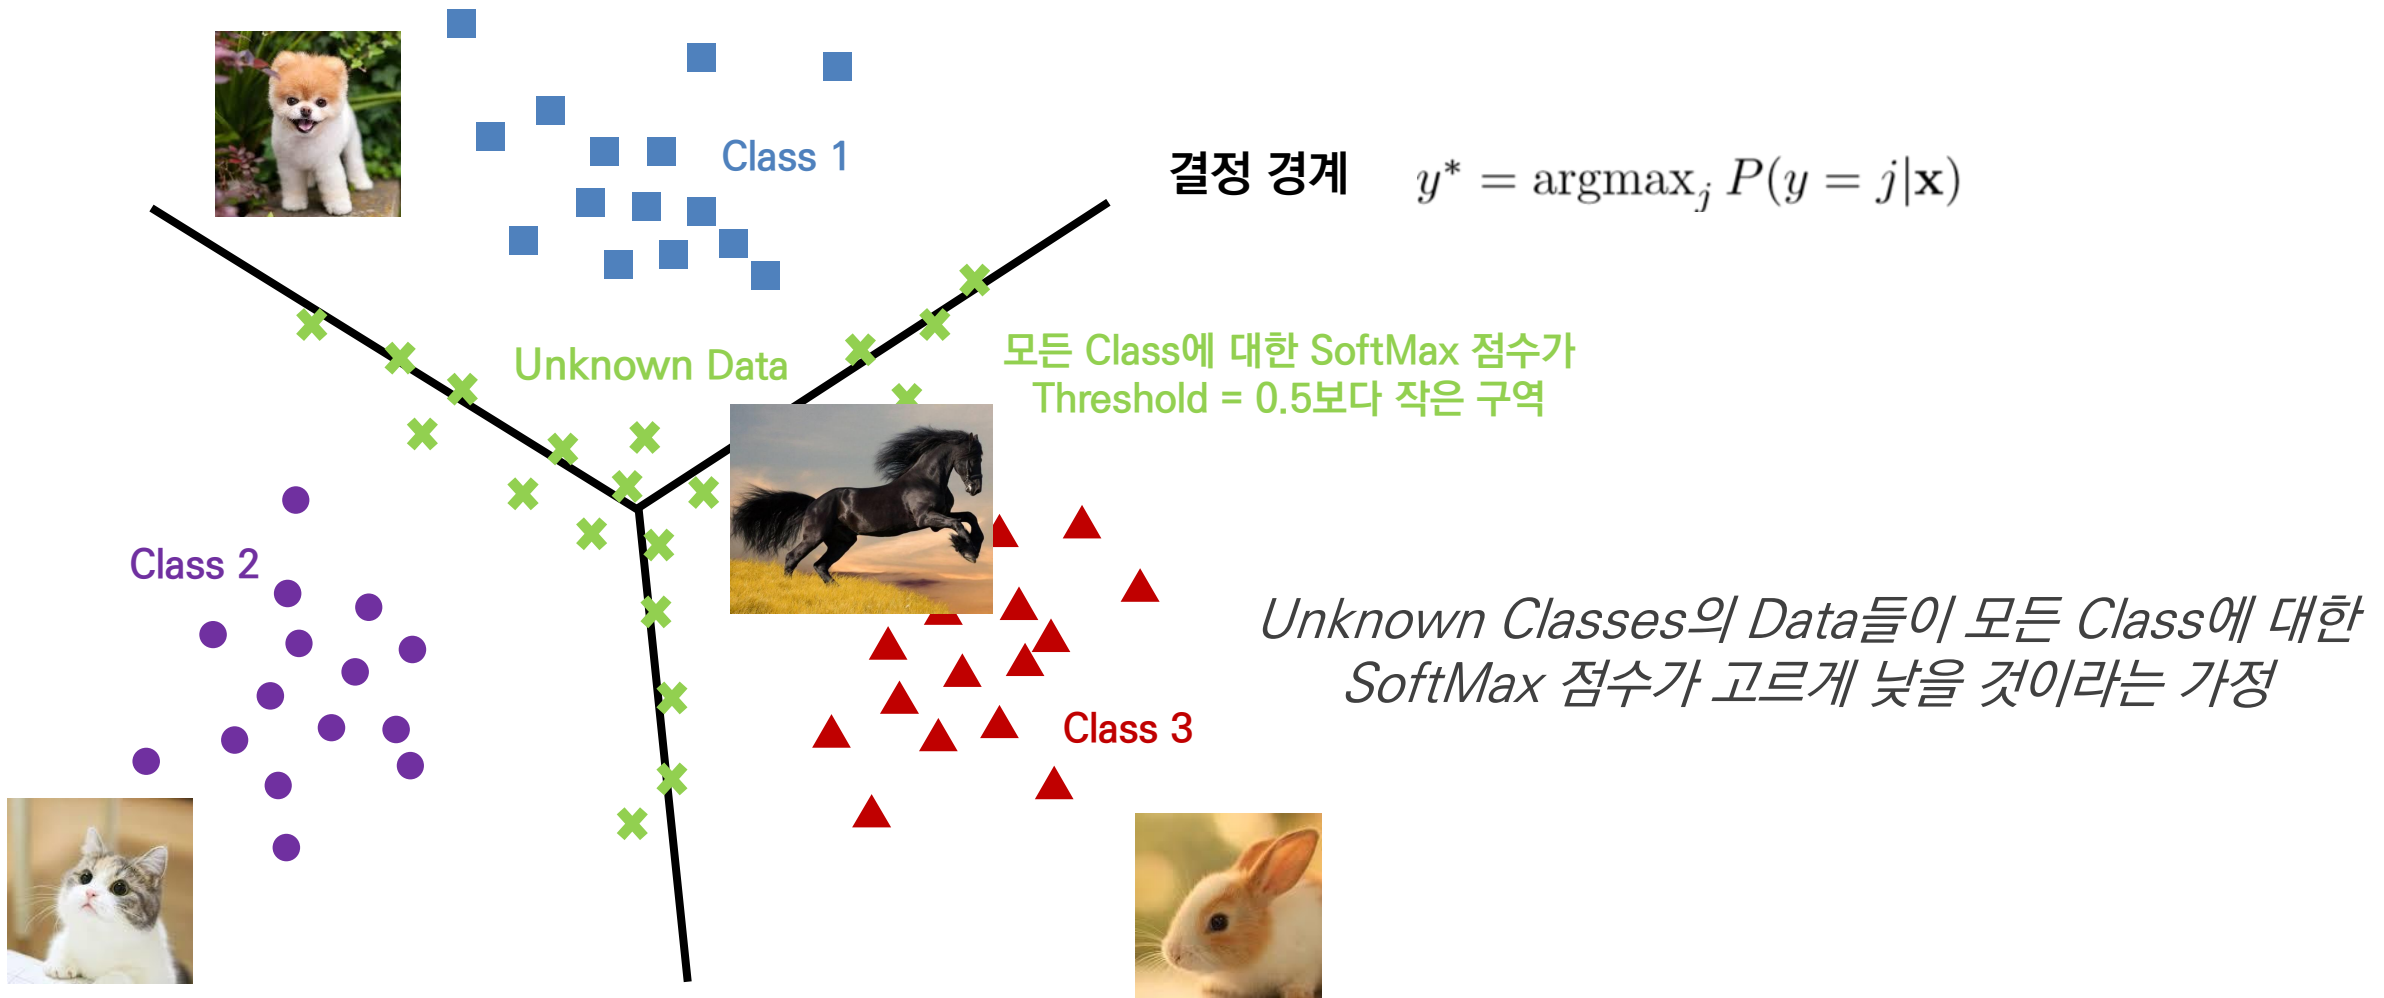 Class 1
결정 경계
y* = argmax_j P(y = j|x)
Unknown Data
모든 Class에 대한 SoftMax 점수가
Threshold = 0.5보다 작은 구역
Class 2
Unknown Classes의 Data들이 모든 Class에 대한
SoftMax 점수가 고르게 낮을 것이라는 가정
Class 3